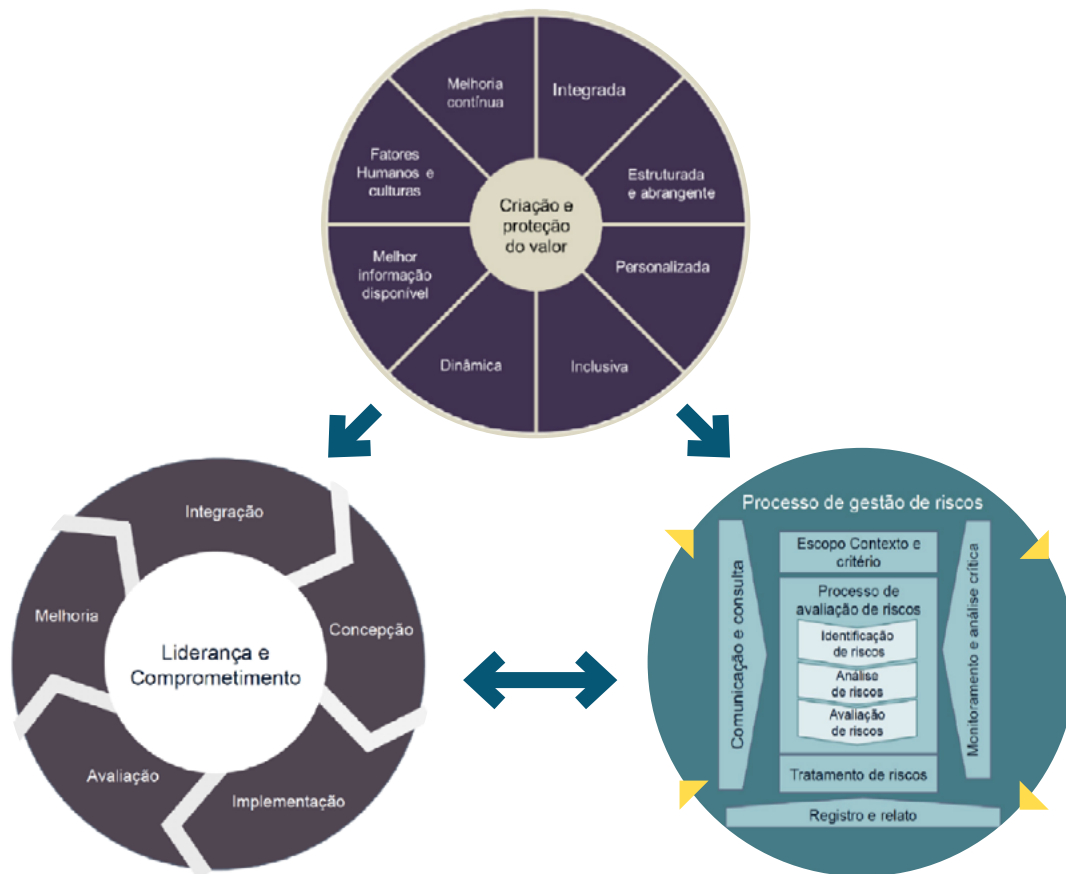 Melhoria
contínua
Integrada
Fatores
Humanos e
culturas
Estruturada
e abrangente
Criação e
proteção
do valor
Melhor
informação
disponível
Personalizada
Dinâmica
Inclusiva
Integração
Melhoria
Concepção
Liderança e
Comprometimento
Avaliação
Implementação
Processo de gestão de riscos
Comunicação e consulta
Escopo Contexto e
critério
Processo de
avaliação de riscos
Identificação
de riscos
Análise
de riscos
Avaliação
de riscos
Tratamento de riscos
Monitoramento e análise crítica
Registro e relato